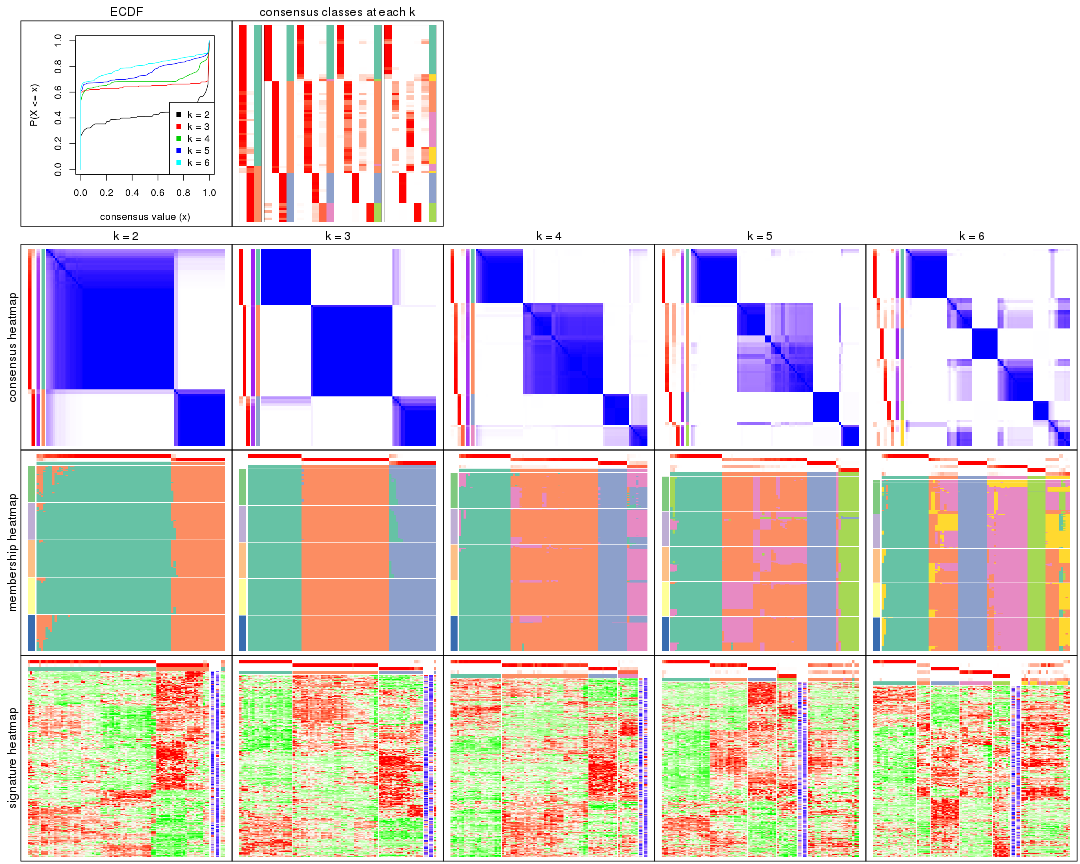 ECDF
consensus classes at each k
P(X <= x)
0.0 0.2 0.4 0.6 0.8 1.0
k = 2
k = 3
k = 4
k = 5
k = 6
0.0 0.2 0.4 0.6 0.8 1.0
consensus value (x)
k = 2
k = 3
k = 4
k = 5
k = 6
consensus heatmap
membership heatmap
signature heatmap